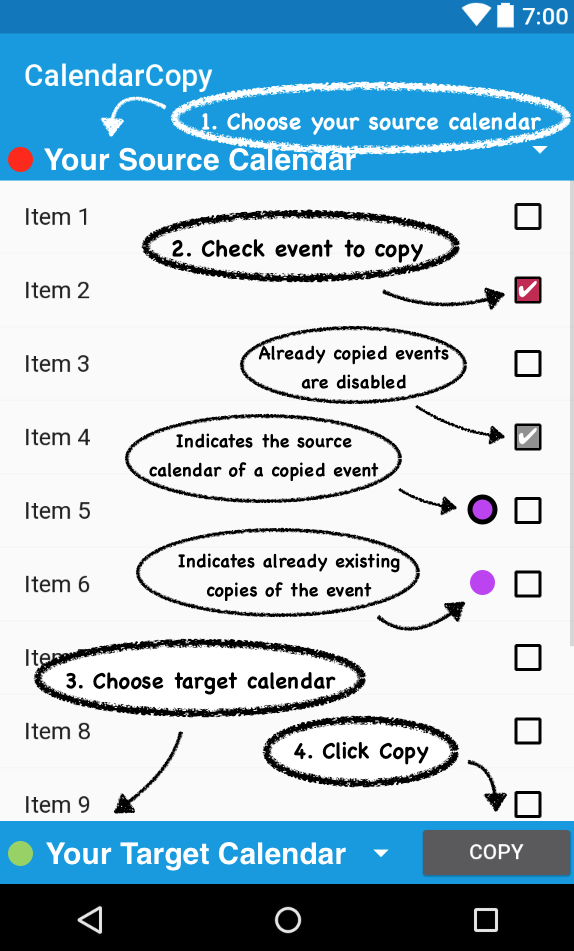 7:00
CalendarCopy
1. Choose your source calendar
Your Source Calendar
Item 1
2. Check event to copy
Item 2
Item 3
Already copied events
are disabled
Item 4
Indicates the source
calendar of a copied event
Item 5
Indicates already existing
copies of the event
Item 6
3. Choose target calendar
Item 8
4. Click Copy
Item 9
Your Target Calendar
COPY